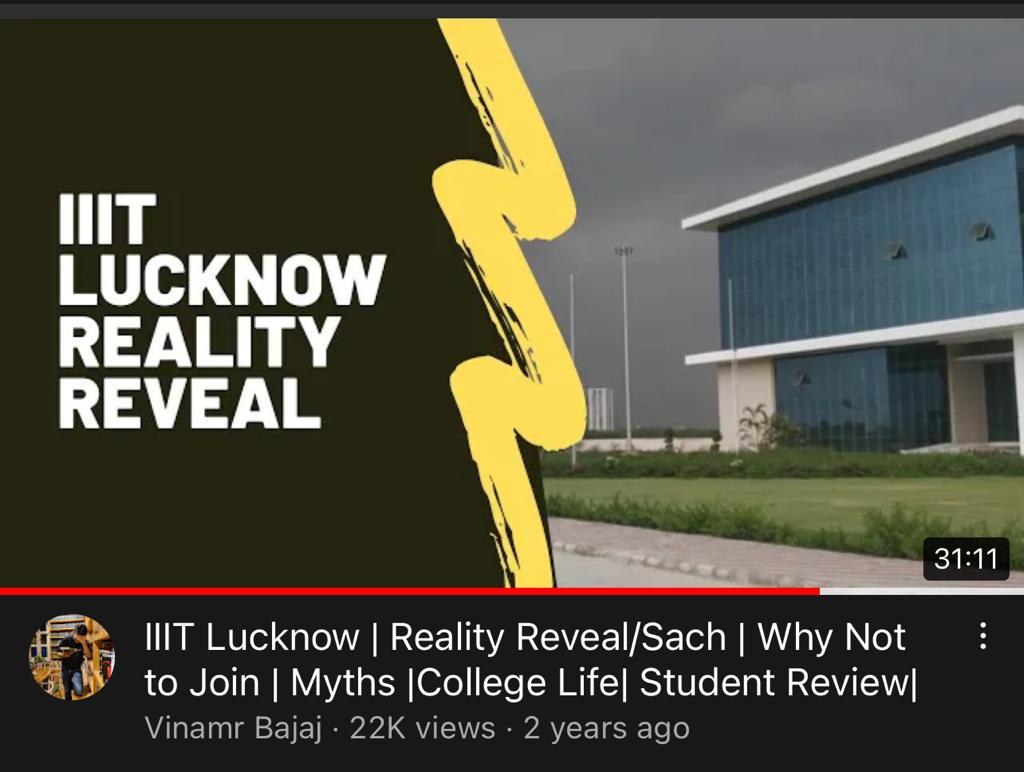 IIIT
LUCKNOW
REALITY
REVEAL
31:11
IIIT Lucknow | Reality Reveal/Sach | Why Not
to Join | Myths |College Life| Student Review|
Vinamr Bajaj · 22K views · 2 years ago